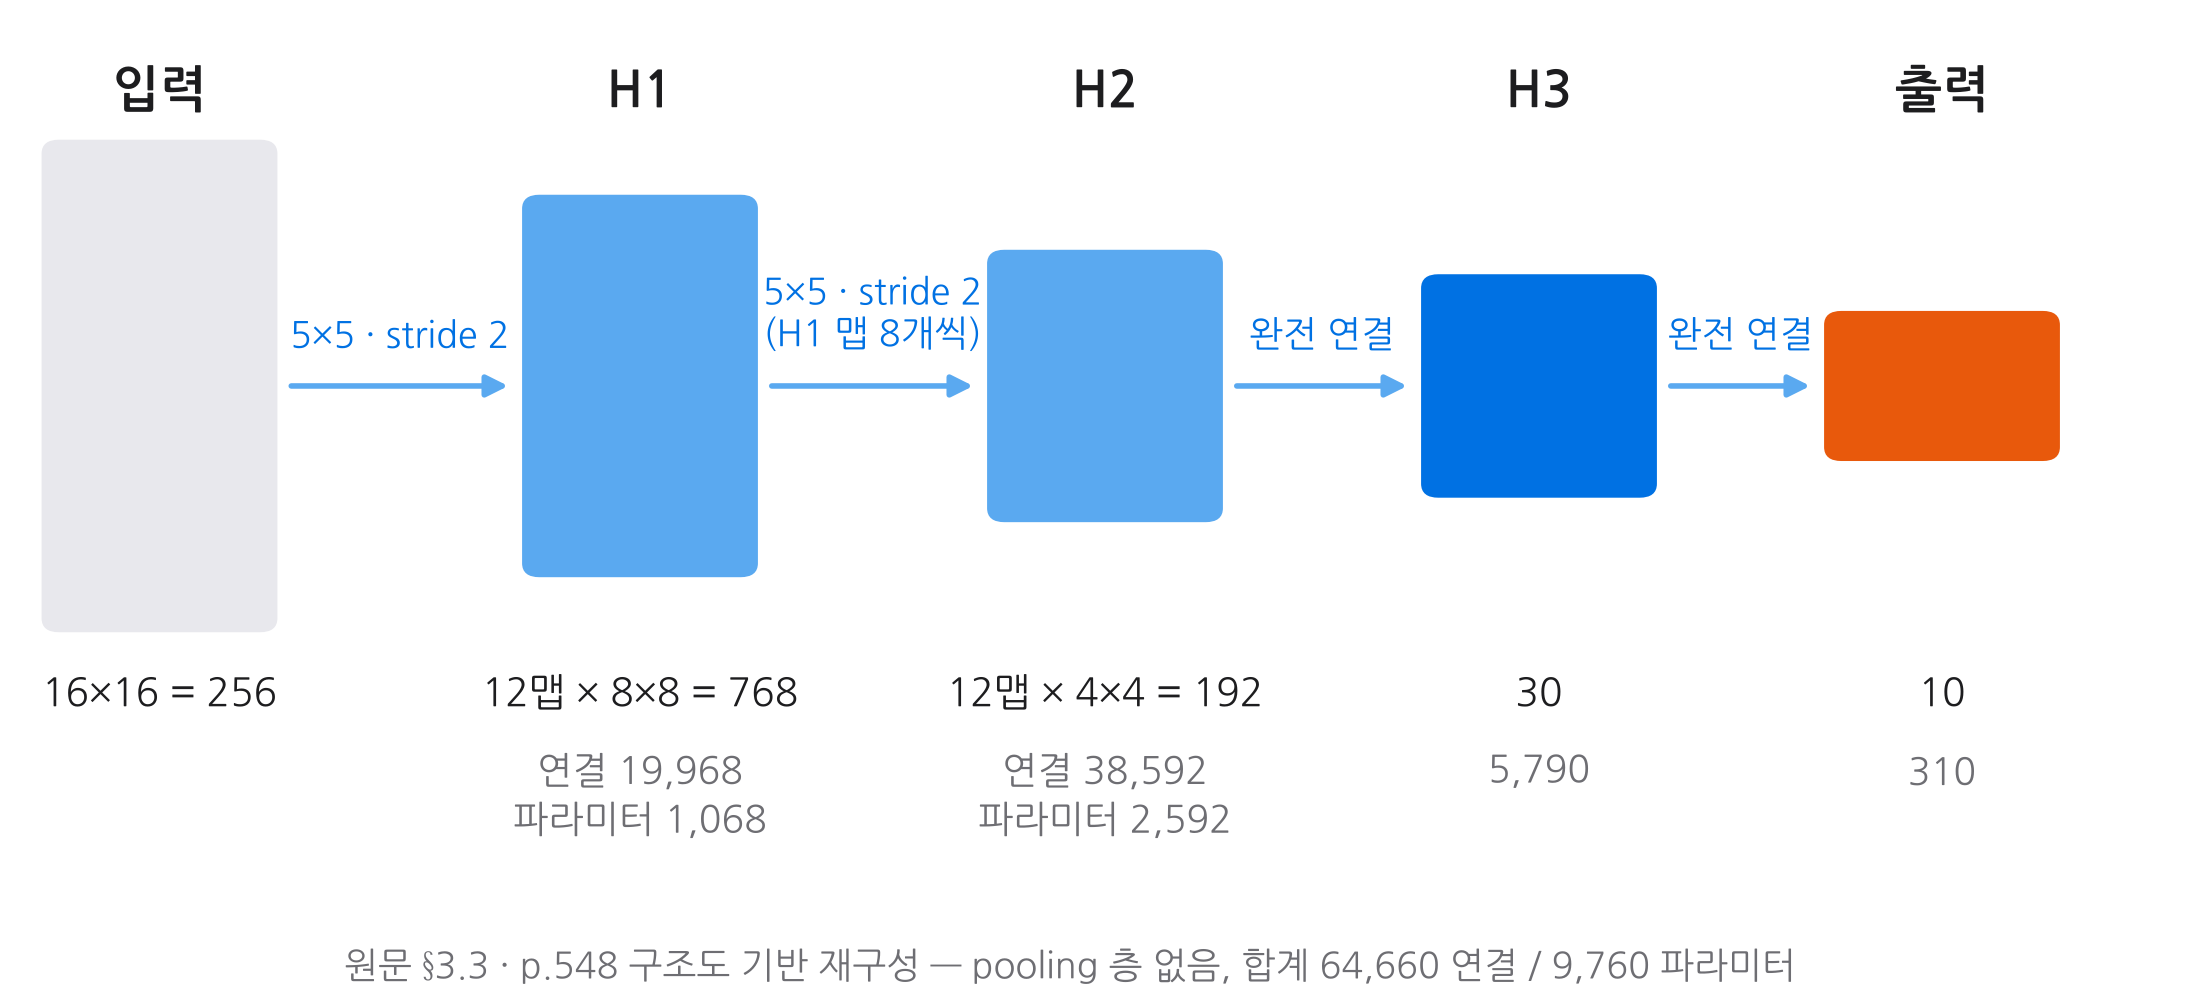 입력
H1
H2
H3
출력
5×5 · stride 2
5×5 · stride 2
(H1 맵 8개씩)
완전 연결
완전 연결
16×16 = 256
12맵 × 8×8 = 768
12맵 × 4×4 = 192
30
10
연결 19,968
파라미터 1,068
연결 38,592
파라미터 2,592
5,790
310
원문 §3.3 · p.548 구조도 기반 재구성 — pooling 층 없음, 합계 64,660 연결 / 9,760 파라미터